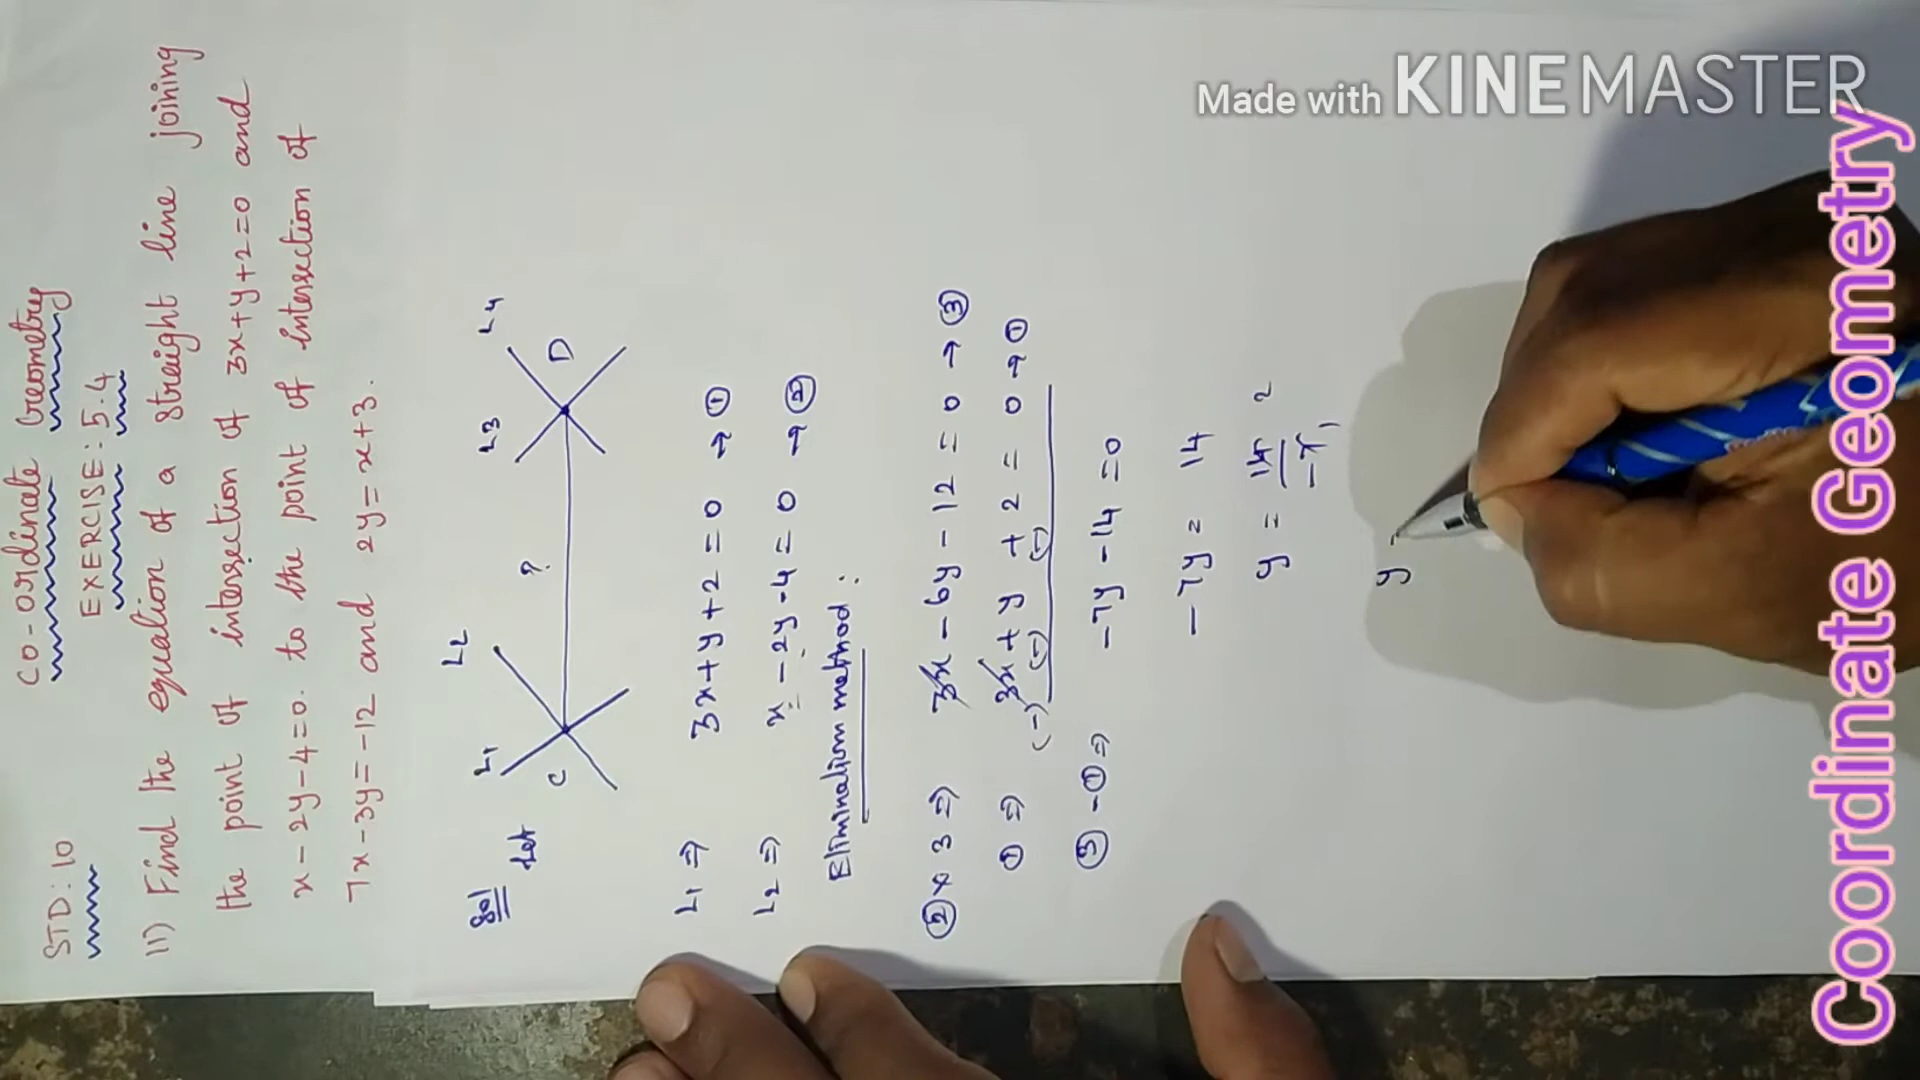 CO-ordinate Geometry
STD: 10
EXERCISE: 5.4
11) Find the equation of a straight line joining
the point of intersection of 3x+y+2=0 and
x-2y-4=0. to the point of intersection of
7x-3y=-12 and 2y=x+3.
Sol
Let
L1 L2 L3 L4
C ? D
L1 ⇒ 3x+y+2=0 → ①
L2 ⇒ x-2y-4=0 → ②
Elimination method:
②×3 ⇒ 3x-6y-12=0 → ③
① ⇒ 3x+y+2=0 → ①
(-) (-) (-)
③-① ⇒ -7y-14=0
-7y = 14
y = 14/-7 2 1
y -
Made with KINEMASTER
Coordinate Geometry